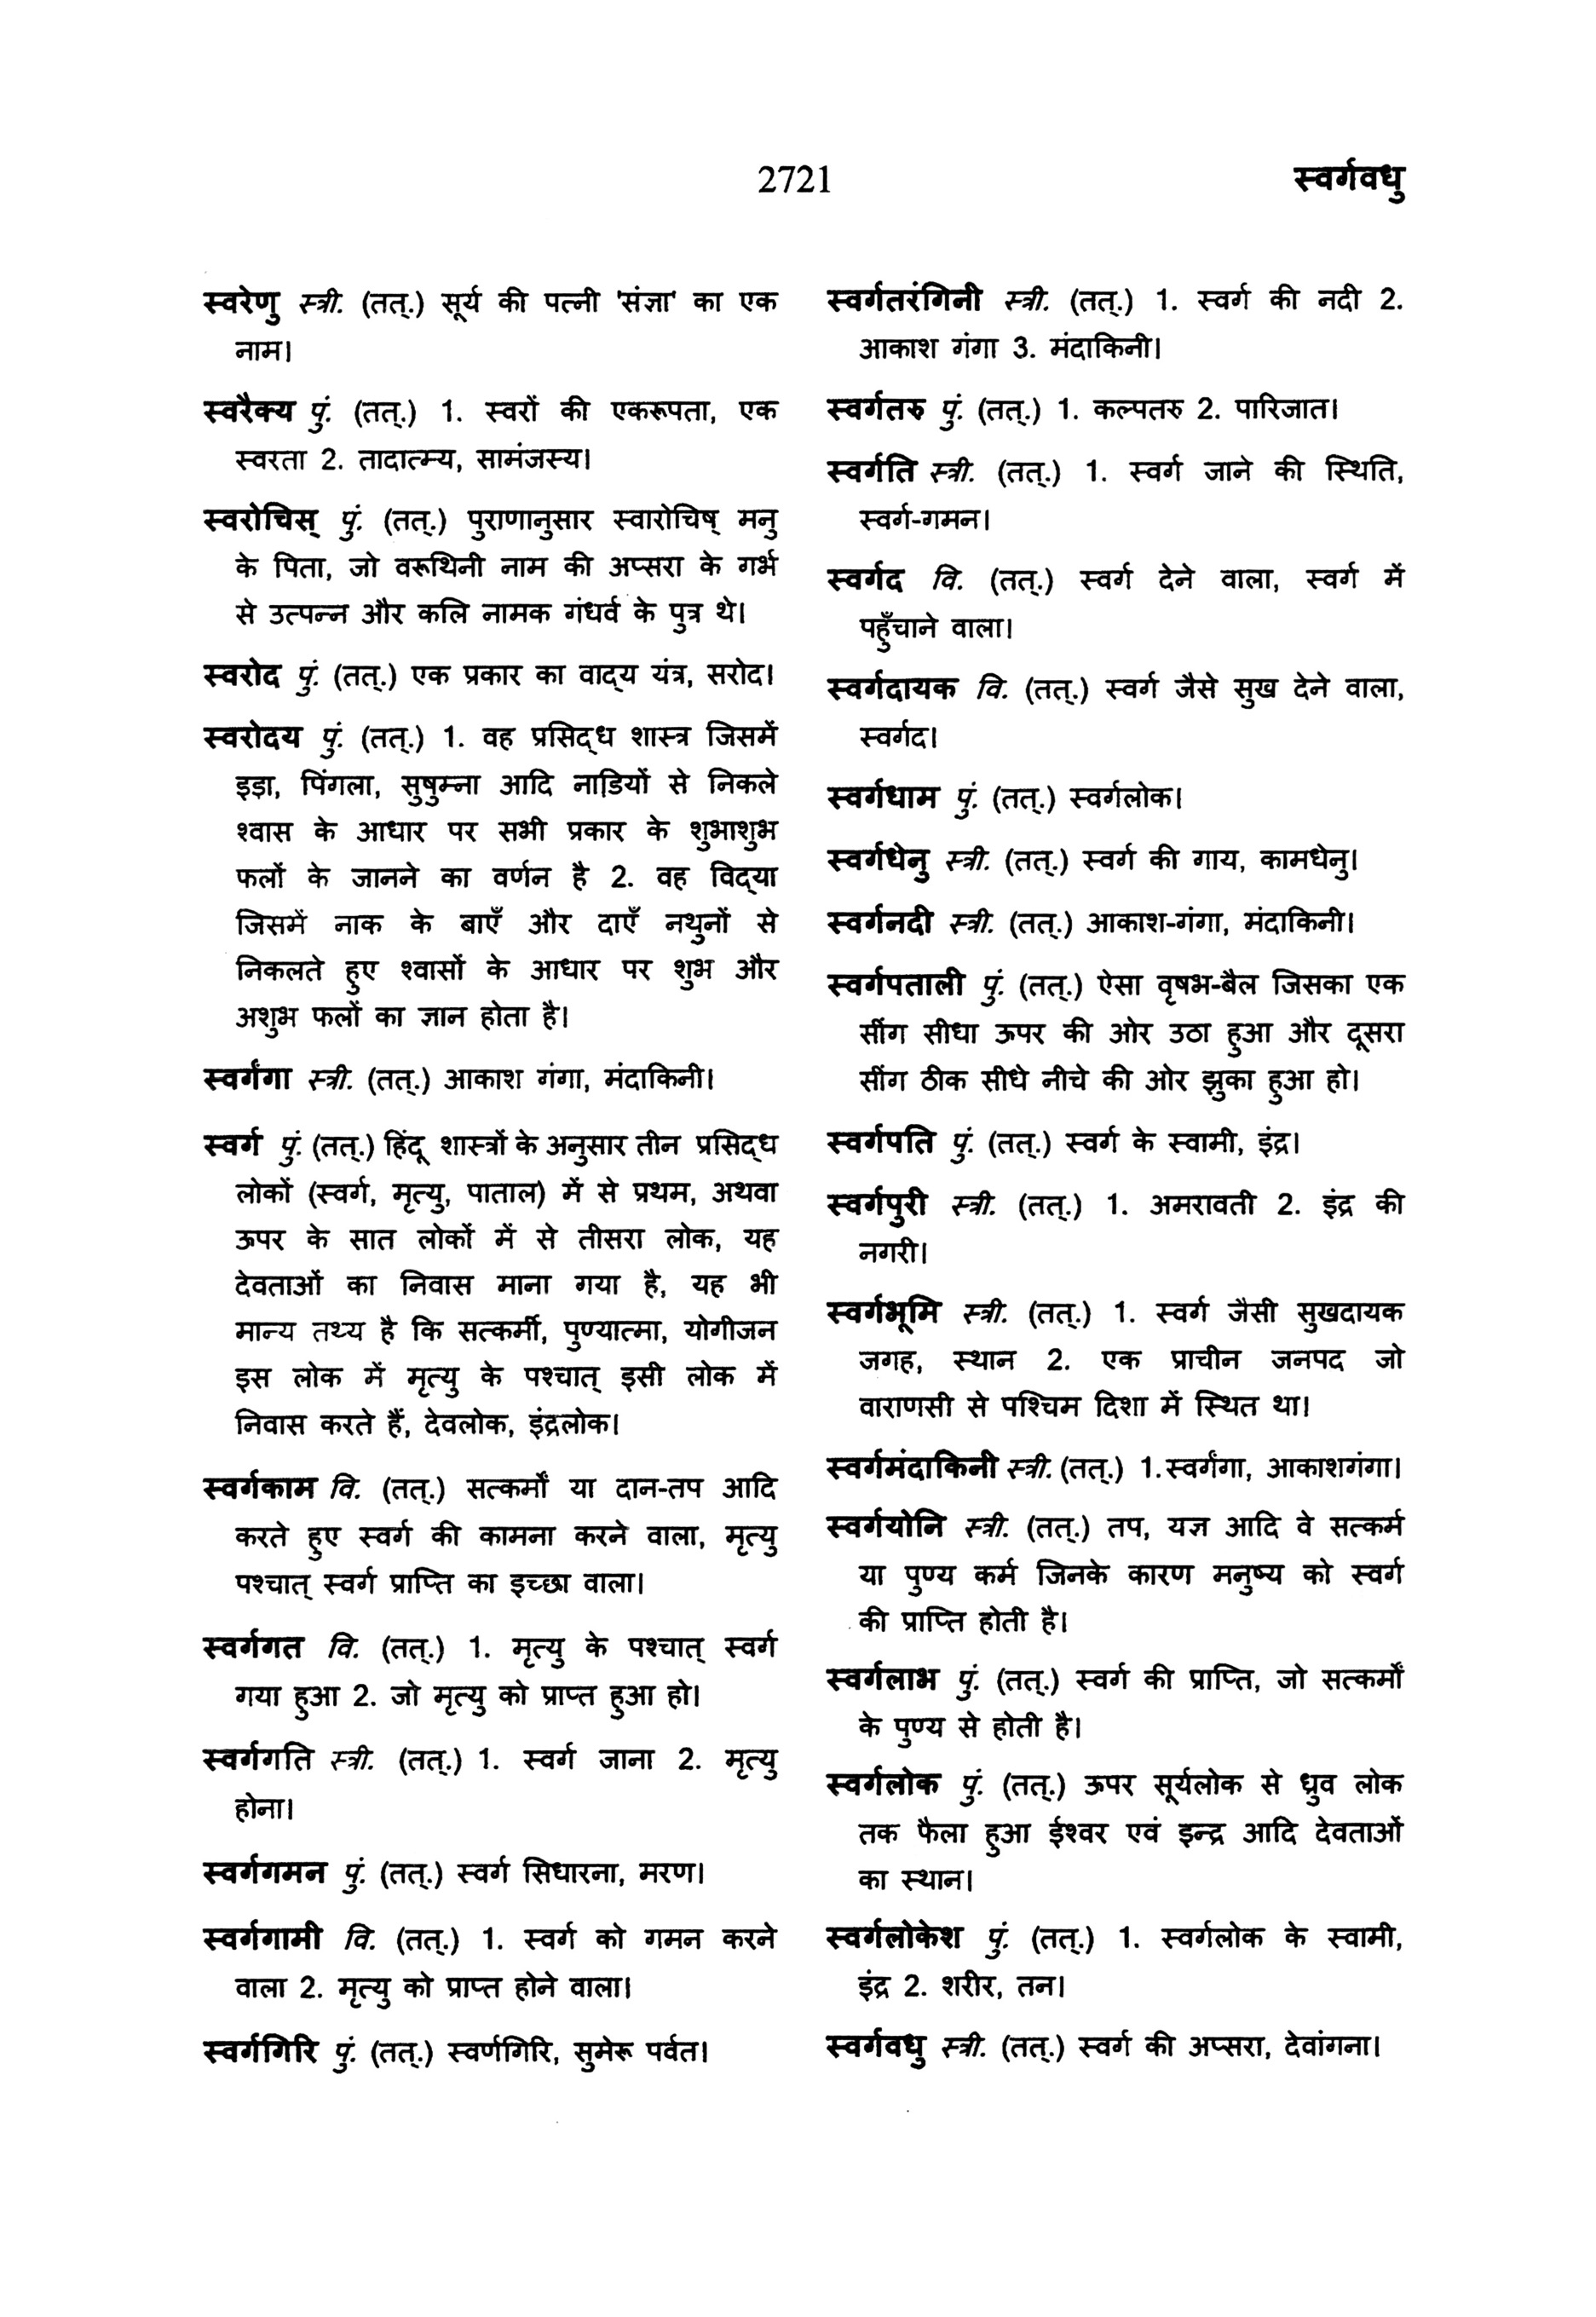 2721
स्वर्गवधु
स्वरेणु स्त्री. (तत्.) सूर्य की पत्नी 'संज्ञा' का एक
नाम।
स्वरैक्य पुं. (तत्.) 1. स्वरों की एकरूपता, एक
स्वरता 2. तादात्म्य, सामंजस्य।
स्वरोचिस् पुं. (तत्.) पुराणानुसार स्वारोचिष् मनु
के पिता, जो वरूथिनी नाम की अप्सरा के गर्भ
से उत्पन्न और कलि नामक गंधर्व के पुत्र थे।
स्वरोद पुं. (तत्.) एक प्रकार का वाद्य यंत्र, सरोद।
स्वरोदय पुं. (तत्.) 1. वह प्रसिद्ध शास्त्र जिसमें
इड़ा, पिंगला, सुषुम्ना आदि नाडियों से निकले
श्वास के आधार पर सभी प्रकार के शुभाशुभ
फलों के जानने का वर्णन है 2. वह विद्या
जिसमें नाक के बाएँ और दाएँ नथुनों से
निकलते हुए श्वासों के आधार पर शुभ और
अशुभ फलों का ज्ञान होता है।
स्वर्गंगा स्त्री. (तत्.) आकाश गंगा, मंदाकिनी।
स्वर्ग पुं. (तत्.) हिंदू शास्त्रों के अनुसार तीन प्रसिद्ध
लोकों (स्वर्ग, मृत्यु, पाताल) में से प्रथम, अथवा
ऊपर के सात लोकों में से तीसरा लोक, यह
देवताओं का निवास माना गया है, यह भी
मान्य तथ्य है कि सत्कर्मी, पुण्यात्मा, योगीजन
इस लोक में मृत्यु के पश्चात् इसी लोक में
निवास करते हैं, देवलोक, इंद्रलोक।
स्वर्गकाम वि. (तत्.) सत्कर्मों या दान-तप आदि
करते हुए स्वर्ग की कामना करने वाला, मृत्यु
पश्चात् स्वर्ग प्राप्ति का इच्छा वाला।
स्वर्गगत वि. (तत्.) 1. मृत्यु के पश्चात् स्वर्ग
गया हुआ 2. जो मृत्यु को प्राप्त हुआ हो।
स्वर्गगति स्त्री. (तत्.) 1. स्वर्ग जाना 2. मृत्यु
होना।
स्वर्गगमन पुं. (तत्.) स्वर्ग सिधारना, मरण।
स्वर्गगामी वि. (तत्.) 1. स्वर्ग को गमन करने
वाला 2. मृत्यु को प्राप्त होने वाला।
स्वर्गगिरि पुं. (तत्.) स्वर्णगिरि, सुमेरू पर्वत।
स्वर्गतरंगिनी स्त्री. (तत्.) 1. स्वर्ग की नदी 2.
आकाश गंगा 3. मंदाकिनी।
स्वर्गतरु पुं. (तत्.) 1. कल्पतरु 2. पारिजात।
स्वर्गति स्त्री. (तत्.) 1. स्वर्ग जाने की स्थिति,
स्वर्ग-गमन।
स्वर्गद वि. (तत्.) स्वर्ग देने वाला, स्वर्ग में
पहुँचाने वाला।
स्वर्गदायक वि. (तत्.) स्वर्ग जैसे सुख देने वाला,
स्वर्गद।
स्वर्गधाम पुं. (तत्.) स्वर्गलोक।
स्वर्गधेनु स्त्री. (तत्.) स्वर्ग की गाय, कामधेनु।
स्वर्गनदी स्त्री. (तत्.) आकाश-गंगा, मंदाकिनी।
स्वर्गपताली पुं. (तत्.) ऐसा वृषभ-बैल जिसका एक
सींग सीधा ऊपर की ओर उठा हुआ और दूसरा
सींग ठीक सीधे नीचे की ओर झुका हुआ हो।
स्वर्गपति पुं. (तत्.) स्वर्ग के स्वामी, इंद्र।
स्वर्गपुरी स्त्री. (तत्.) 1. अमरावती 2. इंद्र की
नगरी।
स्वर्गभूमि स्त्री. (तत्.) 1. स्वर्ग जैसी सुखदायक
जगह, स्थान 2. एक प्राचीन जनपद जो
वाराणसी से पश्चिम दिशा में स्थित था।
स्वर्गमंदाकिनी स्त्री. (तत्.) 1.स्वर्गंगा, आकाशगंगा।
स्वर्गयोनि स्त्री. (तत्.) तप, यज्ञ आदि वे सत्कर्म
या पुण्य कर्म जिनके कारण मनुष्य को स्वर्ग
की प्राप्ति होती है।
स्वर्गलाभ पुं. (तत्.) स्वर्ग की प्राप्ति, जो सत्कर्मों
के पुण्य से होती है।
स्वर्गलोक पुं. (तत्.) ऊपर सूर्यलोक से ध्रुव लोक
तक फैला हुआ ईश्वर एवं इन्द्र आदि देवताओं
का स्थान।
स्वर्गलोकेश पुं. (तत्.) 1. स्वर्गलोक के स्वामी,
इंद्र 2. शरीर, तन।
स्वर्गवधु स्त्री. (तत्.) स्वर्ग की अप्सरा, देवांगना।